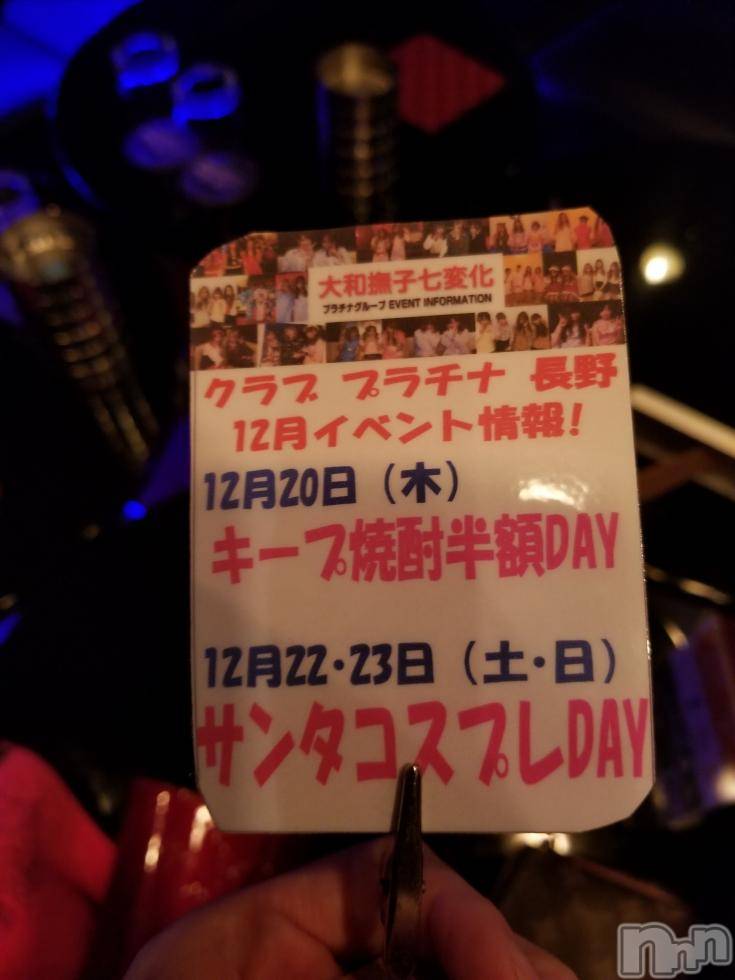 大和撫子七変化
プラチナグループ EVENT INFORMATION
クラブ プラチナ 長野
12月イベント情報!
12月20日（木）
キープ焼酎半額DAY
12月22･23日（土･日）
サンタコスプレDAY
nnn